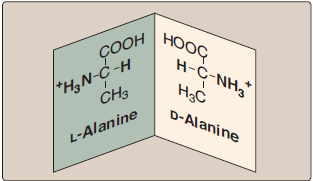 COOH
⁺H₃N-C-H
CH₃
L-Alanine
HOOC
H-C-NH₃⁺
H₃C
D-Alanine